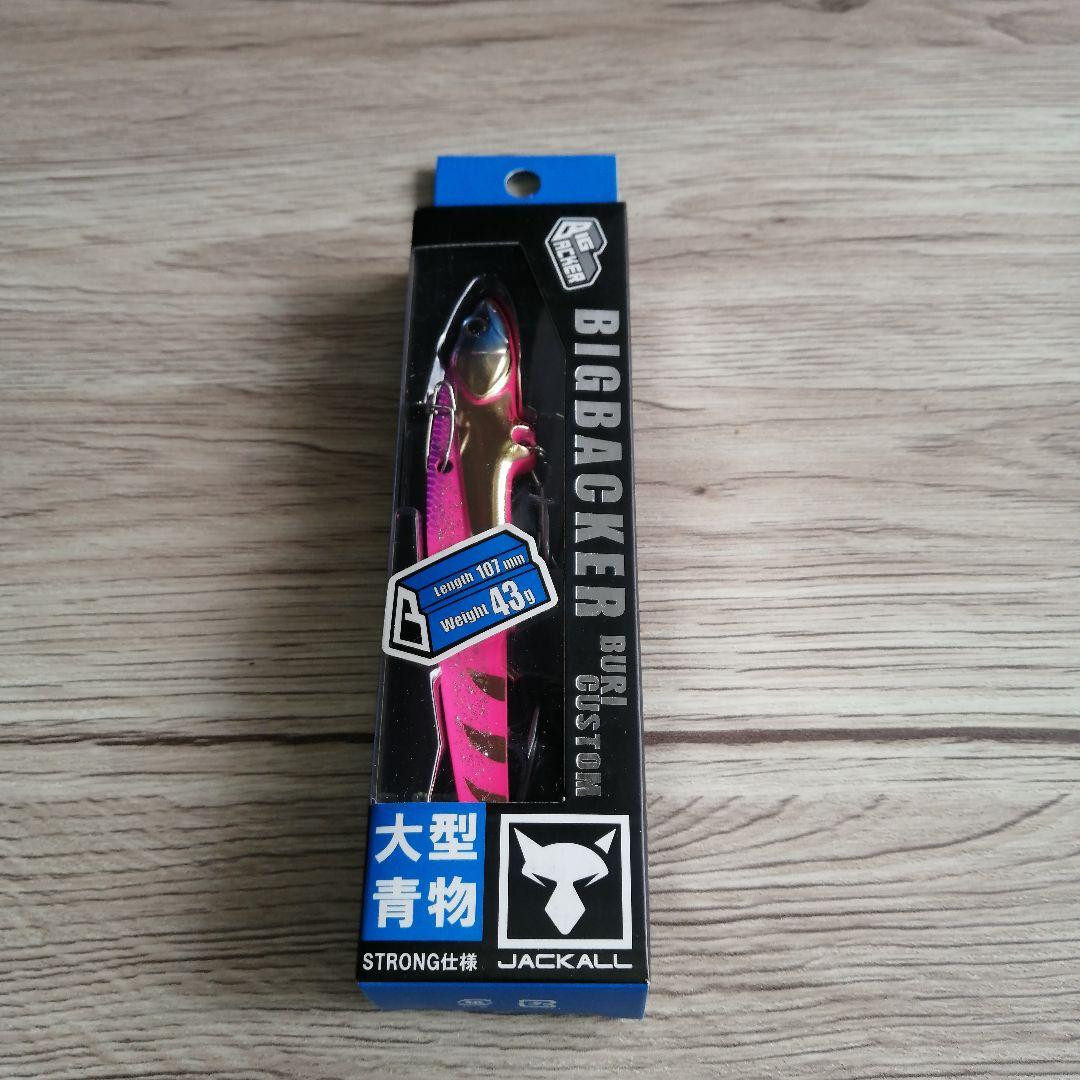 BIG
BACKER
BIGBACKER BURI
CUSTOM
Length 107 mm
Weight 43g
B
大型
青物
STRONG仕様
JACKALL